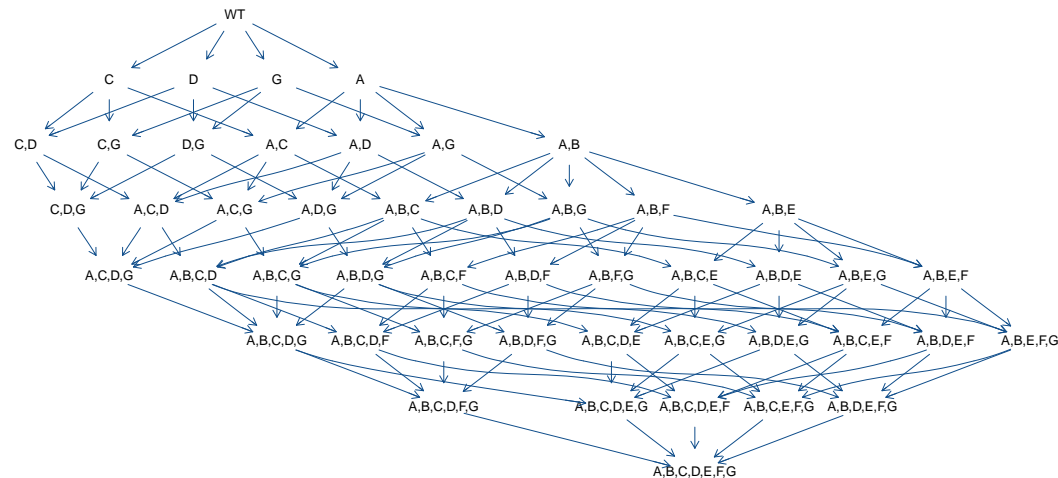 WT
C D G A
C,D C,G D,G A,C A,D A,G A,B
C,D,G A,C,D A,C,G A,D,G A,B,C A,B,D A,B,G A,B,F A,B,E
A,C,D,G A,B,C,D A,B,C,G A,B,D,G A,B,C,F A,B,D,F A,B,F,G A,B,C,E A,B,D,E A,B,E,G A,B,E,F
A,B,C,D,G A,B,C,D,F A,B,C,F,G A,B,D,F,G A,B,C,D,E A,B,C,E,G A,B,D,E,G A,B,C,E,F A,B,D,E,F A,B,E,F,G
A,B,C,D,F,G A,B,C,D,E,G A,B,C,D,E,F A,B,C,E,F,G A,B,D,E,F,G
A,B,C,D,E,F,G